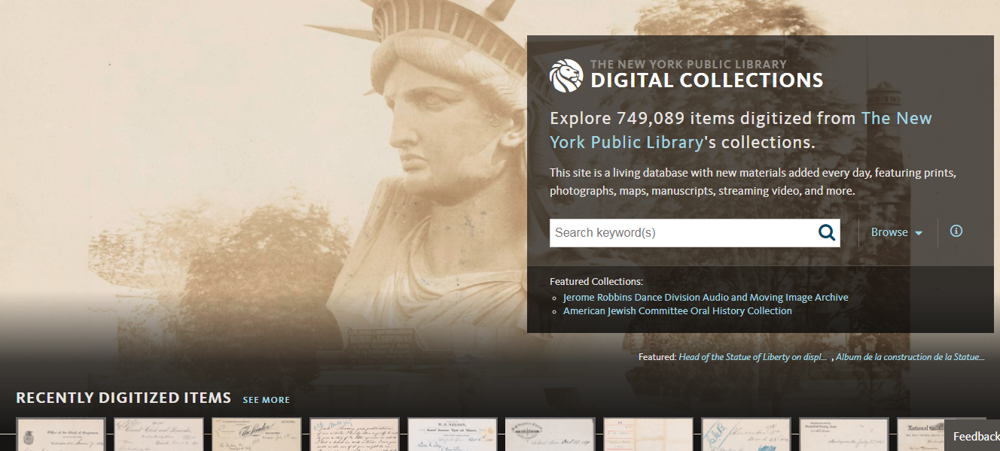 THE NEW YORK PUBLIC LIBRARY
DIGITAL COLLECTIONS
Explore 749,089 items digitized from The New
York Public Library's collections.
This site is a living database with new materials added every day, featuring prints,
photographs, maps, manuscripts, streaming video, and more.
Search keyword(s)
Browse
Featured Collections:
Jerome Robbins Dance Division Audio and Moving Image Archive
American Jewish Committee Oral History Collection
Featured: Head of the Statue of Liberty on displ... , Album de la construction de la Statue...
RECENTLY DIGITIZED ITEMS SEE MORE
W. J. NELSON,
National
Feedback